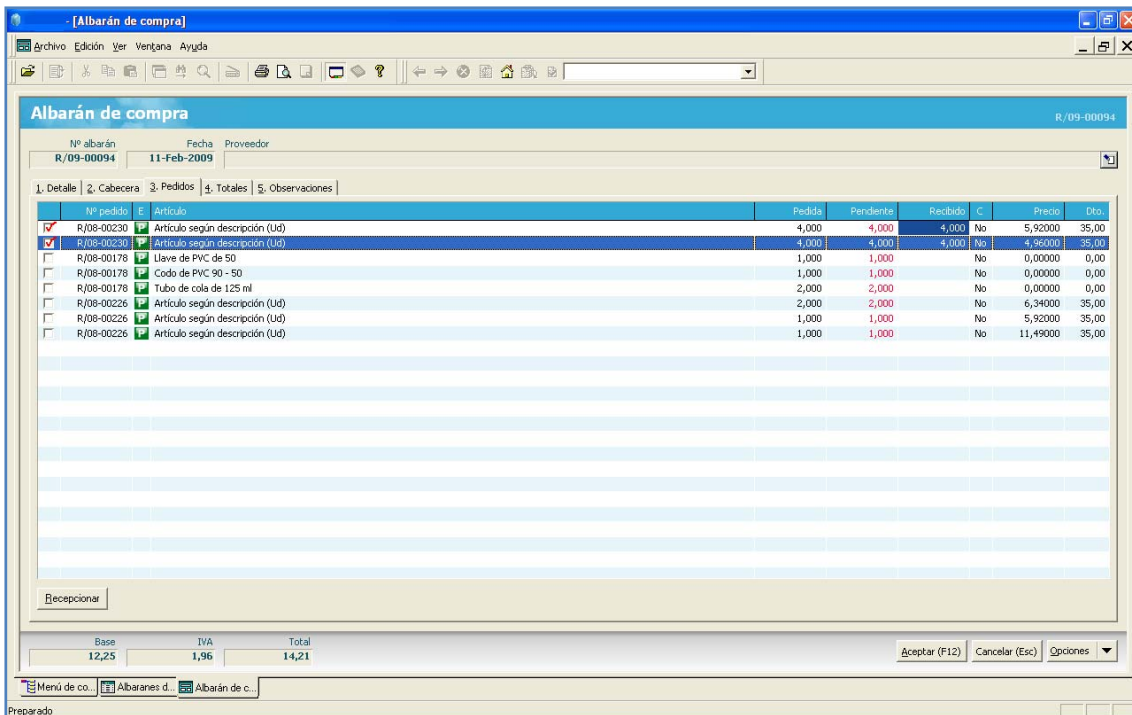 - [Albarán de compra]
Archivo Edición Ver Ventana Ayuda
Albarán de compra R/09-00094
Nº albarán Fecha Proveedor
R/09-00094 11-Feb-2009
1. Detalle 2. Cabecera 3. Pedidos 4. Totales 5. Observaciones
Nº pedido E Artículo Pedida Pendiente Recibido C Precio Dto.
R/08-00230 P Artículo según descripción (Ud) 4,000 4,000 4,000 No 5,92000 35,00
R/08-00230 P Artículo según descripción (Ud) 4,000 4,000 4,000 No 4,96000 35,00
R/08-00178 P Llave de PVC de 50 1,000 1,000 No 0,00000 0,00
R/08-00178 P Codo de PVC 90 - 50 1,000 1,000 No 0,00000 0,00
R/08-00178 P Tubo de cola de 125 ml 2,000 2,000 No 0,00000 0,00
R/08-00226 P Artículo según descripción (Ud) 2,000 2,000 No 6,34000 35,00
R/08-00226 P Artículo según descripción (Ud) 1,000 1,000 No 5,92000 35,00
R/08-00226 P Artículo según descripción (Ud) 1,000 1,000 No 11,49000 35,00
Recepcionar
Base IVA Total
12,25 1,96 14,21
Aceptar (F12) Cancelar (Esc) Opciones
Menú de co... Albaranes d... Albarán de c...
Preparado